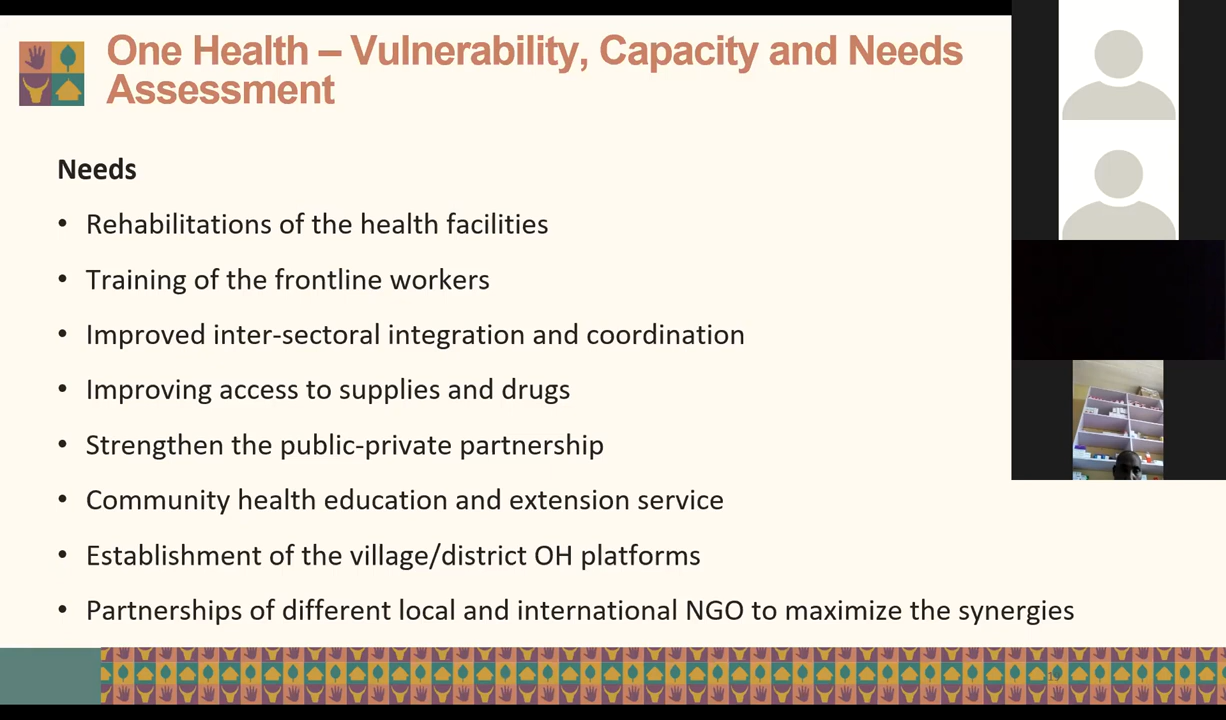 One Health – Vulnerability, Capacity and Needs
Assessment
Needs
• Rehabilitations of the health facilities
• Training of the frontline workers
• Improved inter-sectoral integration and coordination
• Improving access to supplies and drugs
• Strengthen the public-private partnership
• Community health education and extension service
• Establishment of the village/district OH platforms
• Partnerships of different local and international NGO to maximize the synergies